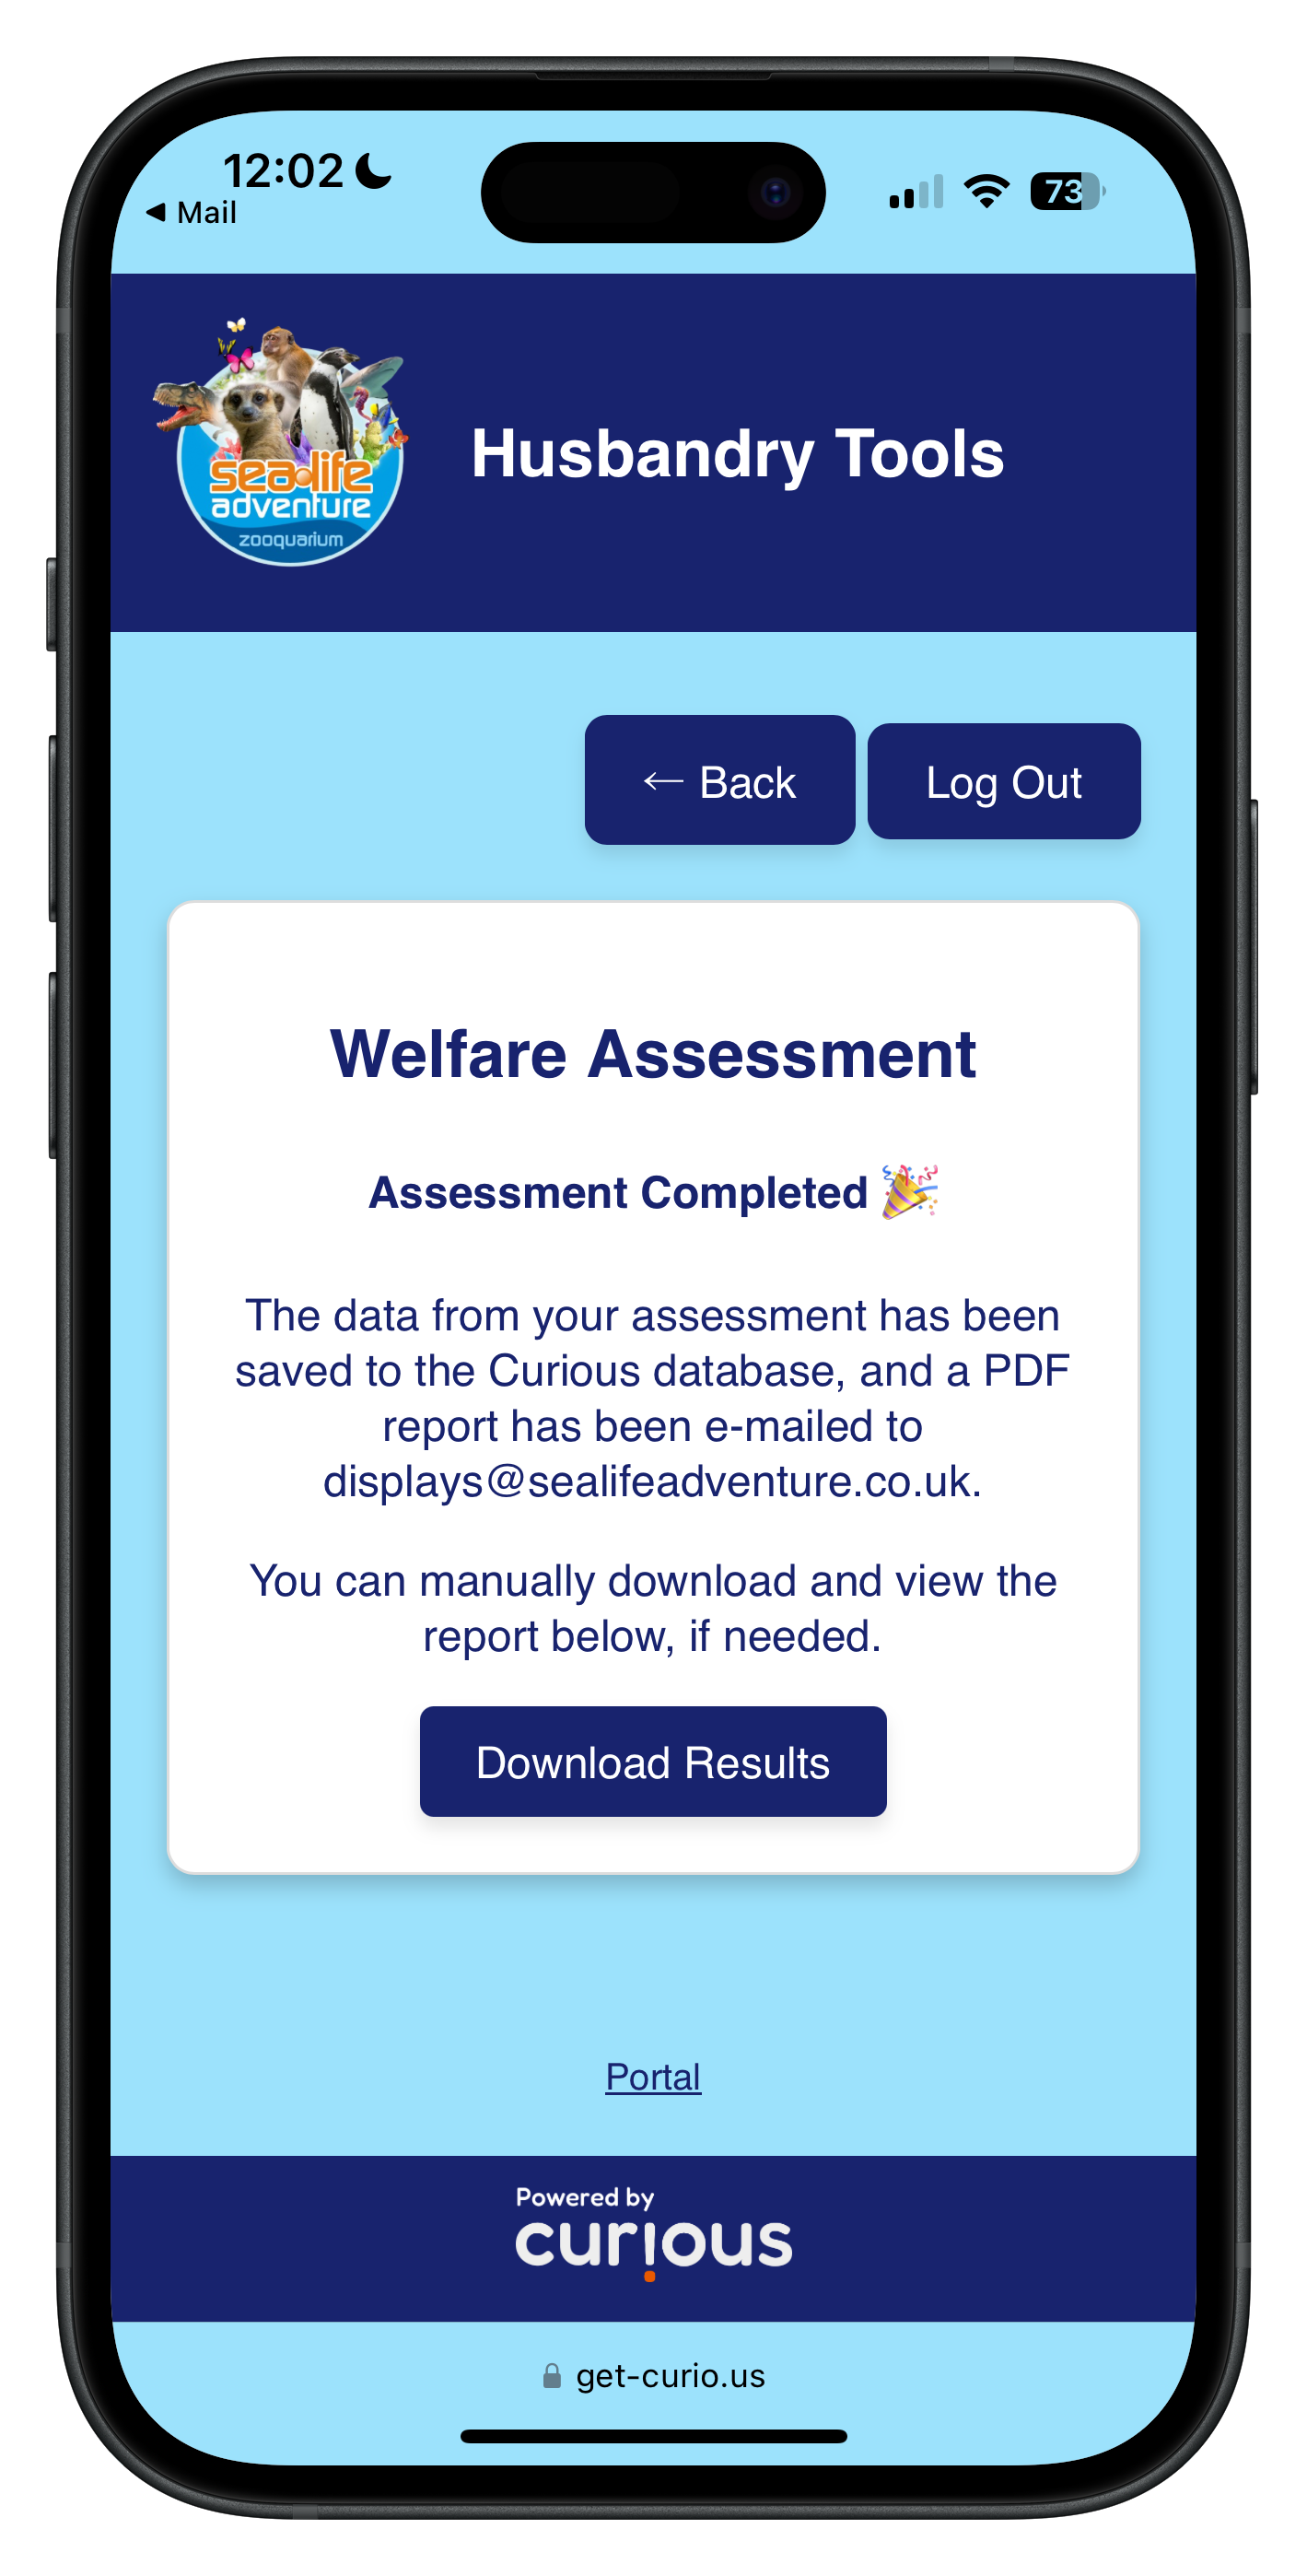 12:02
73
◀ Mail
sea life
adventure
zooquarium
Husbandry Tools
← Back
Log Out
Welfare Assessment
Assessment Completed 🎉
The data from your assessment has been
saved to the Curious database, and a PDF
report has been e-mailed to
displays@sealifeadventure.co.uk.
You can manually download and view the
report below, if needed.
Download Results
Portal
Powered by
curious
get-curio.us